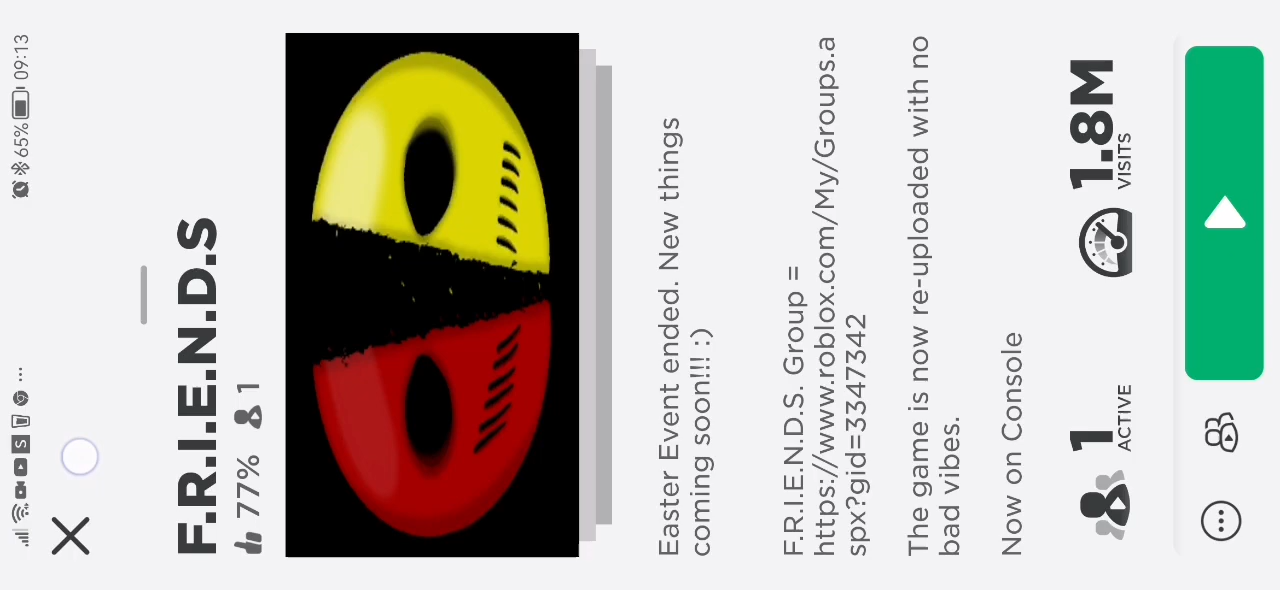 65% 09:13
F.R.I.E.N.D.S
77% 1
Easter Event ended. New things
coming soon!!! :)
F.R.I.E.N.D.S. Group =
https://www.roblox.com/My/Groups.a
spx?gid=3347342
The game is now re-uploaded with no
bad vibes.
Now on Console
1
ACTIVE
1.8M
VISITS